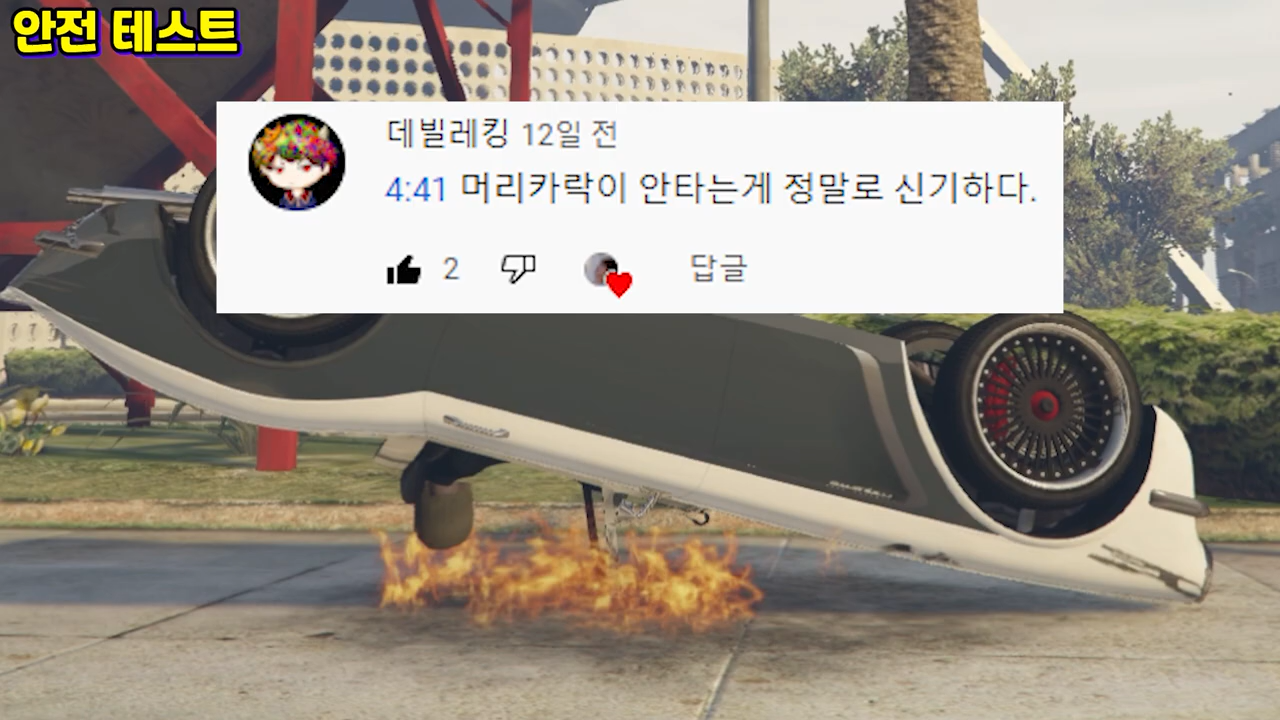 안전 테스트
데빌레킹 12일 전
4:41 머리카락이 안타는게 정말로 신기하다.
2 답글